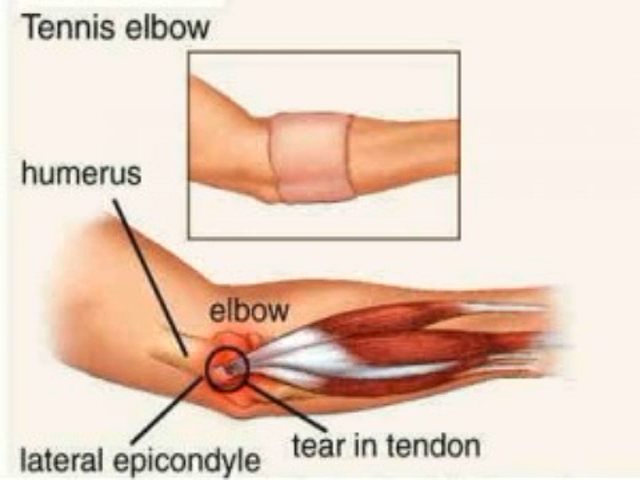 Tennis elbow
humerus
elbow
tear in tendon
lateral epicondyle